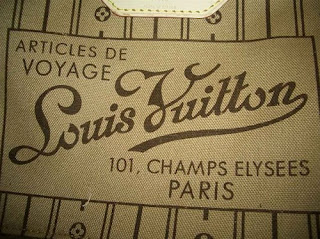 ARTICLES DE
VOYAGE
Louis Vuitton
101, CHAMPS ELYSEES
PARIS